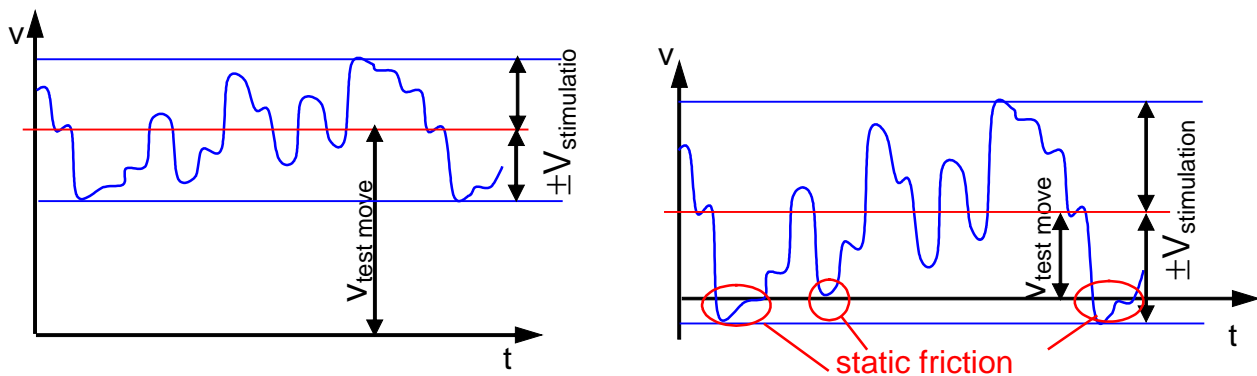 v
±Vstimulatio
vtest move
t
v
vtest move
±Vstimulation
t
static friction